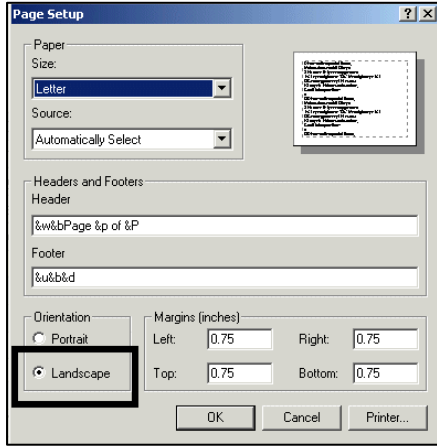 Page Setup
Paper
Size:
Letter
Source:
Automatically Select
Headers and Footers
Header
&w&bPage &p of &P
Footer
&u&b&d
Orientation
Portrait
Landscape
Margins (inches)
Left: 0.75 Right: 0.75
Top: 0.75 Bottom: 0.75
OK Cancel Printer...